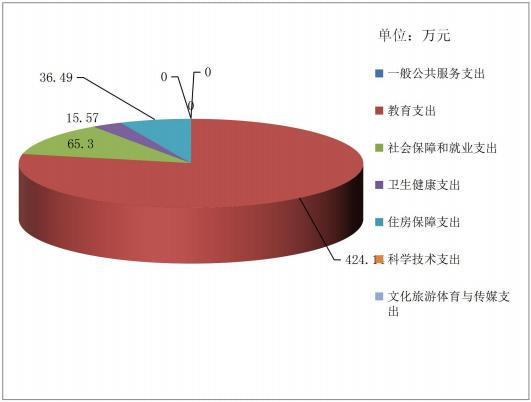 单位：万元
36.49
0
0
0
15.57
65.3
一般公共服务支出
教育支出
社会保障和就业支出
卫生健康支出
住房保障支出
科学技术支出
文化旅游体育与传媒支
出